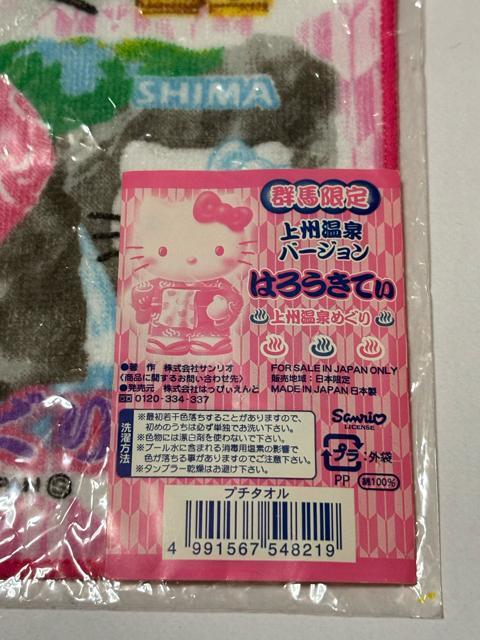 SHIMA
群馬限定
上州温泉
バージョン
はろうきてぃ
上州温泉めぐり
●著作 株式会社サンリオ
〈商品に関するお問い合わせ先〉
●発売元 株式会社はっぴぃえんど
0120-334-337
FOR SALE IN JAPAN ONLY
販売地域：日本限定
MADE IN JAPAN 日本製
洗濯方法
※最初若干色落ちすることがありますので、
初めのうちは必ず単独でお洗い下さい。
※色物には漂白剤を使わないで下さい。
※プール水に含まれる消毒用塩素の影響で
色が落ちる事がありますのでご注意下さい。
※タンブラー乾燥はお避け下さい。
Sanrio
LICENSE
プラ：外袋
PP
綿100%
プチタオル
4 991567 548219